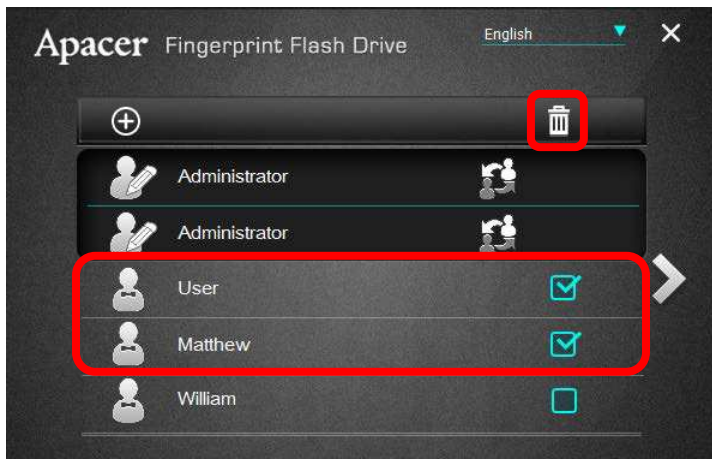 Apacer Fingerprint Flash Drive English
Administrator
Administrator
User
Matthew
William